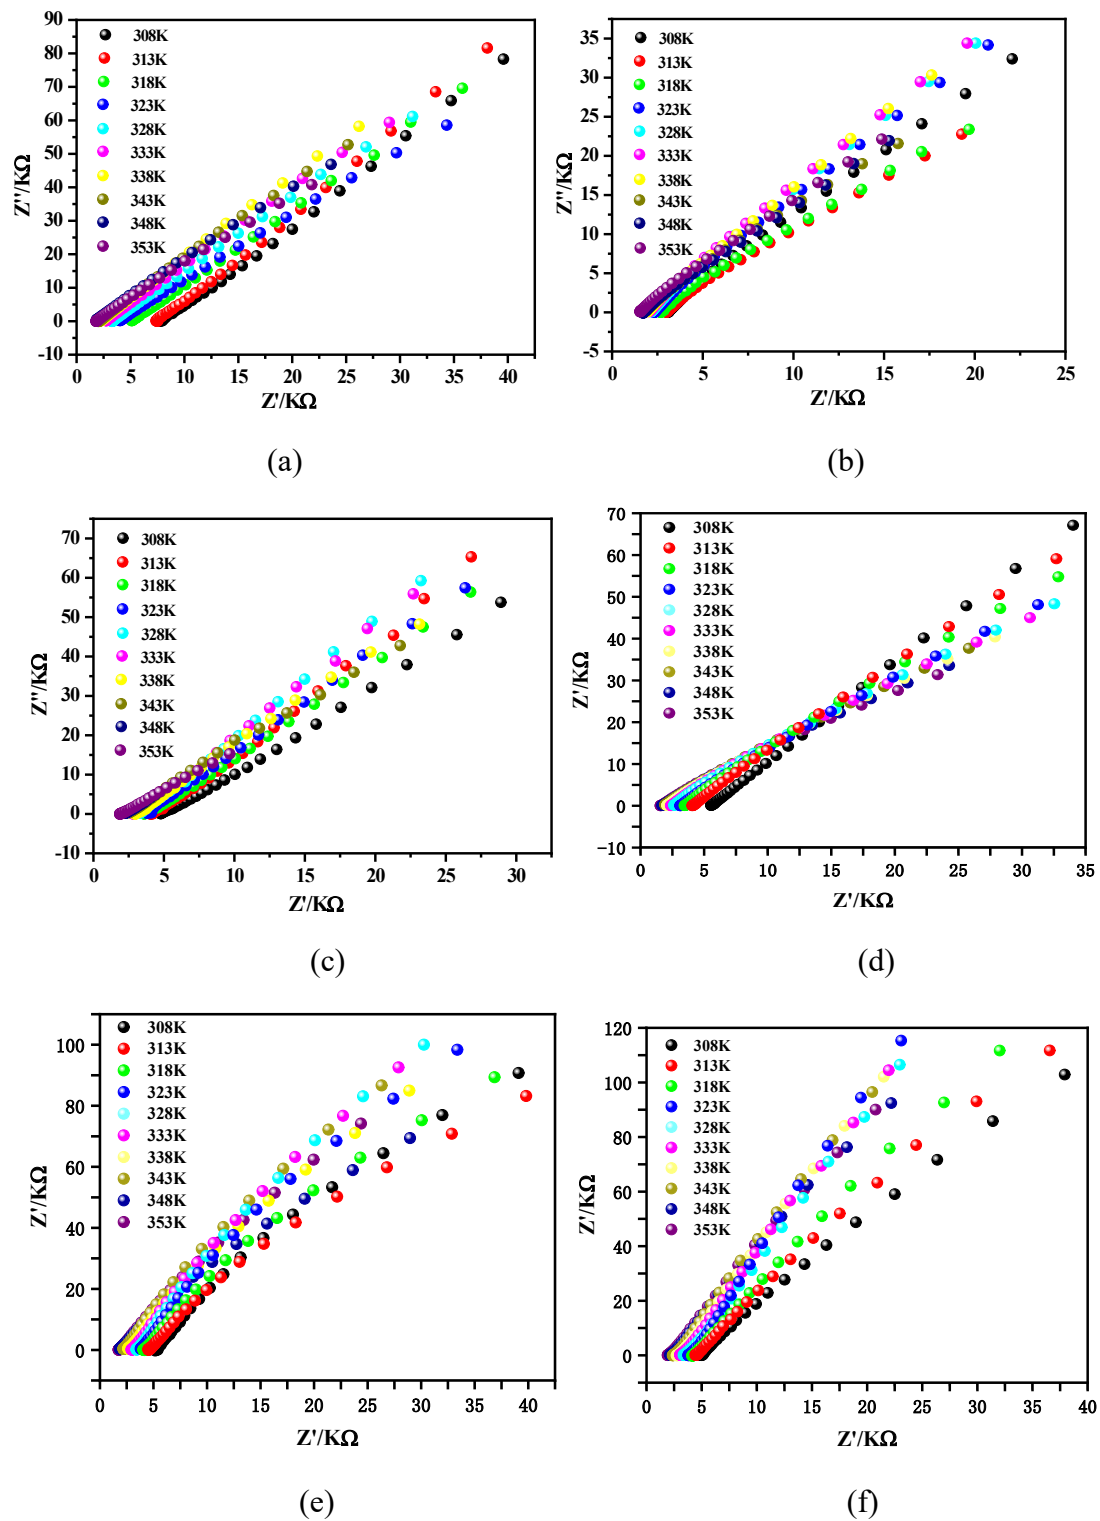 90
80
70
60
50
40
30
20
10
0
-10
Z''/KΩ
308K
313K
318K
323K
328K
333K
338K
343K
348K
353K
0 5 10 15 20 25 30 35 40
Z'/KΩ
(a)
35
30
25
20
15
10
5
0
-5
Z''/KΩ
308K
313K
318K
323K
328K
333K
338K
343K
348K
353K
5 10 15 20 25
Z'/KΩ
(b)
70
60
50
40
30
20
10
0
-10
Z''/KΩ
308K
313K
318K
323K
328K
333K
338K
343K
348K
353K
0 5 10 15 20 25 30
Z'/KΩ
(c)
70
60
50
40
30
20
10
0
-10
Z'/KΩ
308K
313K
318K
323K
328K
333K
338K
343K
348K
353K
0 5 10 15 20 25 30 35
Z'/KΩ
(d)
100
80
60
40
20
0
Z'/KΩ
308K
313K
318K
323K
328K
333K
338K
343K
348K
353K
0 5 10 15 20 25 30 35 40
Z'/KΩ
(e)
120
100
80
60
40
20
0
Z'/KΩ
308K
313K
318K
323K
328K
333K
338K
343K
348K
353K
0 5 10 15 20 25 30 35 40
Z'/KΩ
(f)